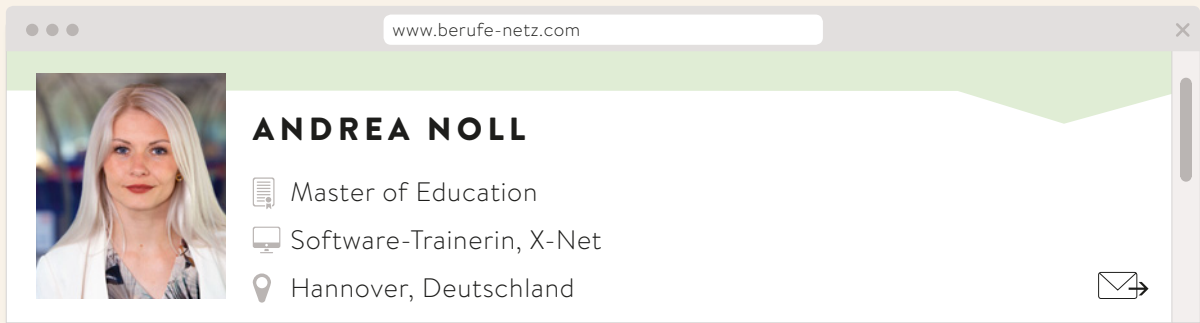 www.berufe-netz.com
ANDREA NOLL
Master of Education
Software-Trainerin, X-Net
Hannover, Deutschland